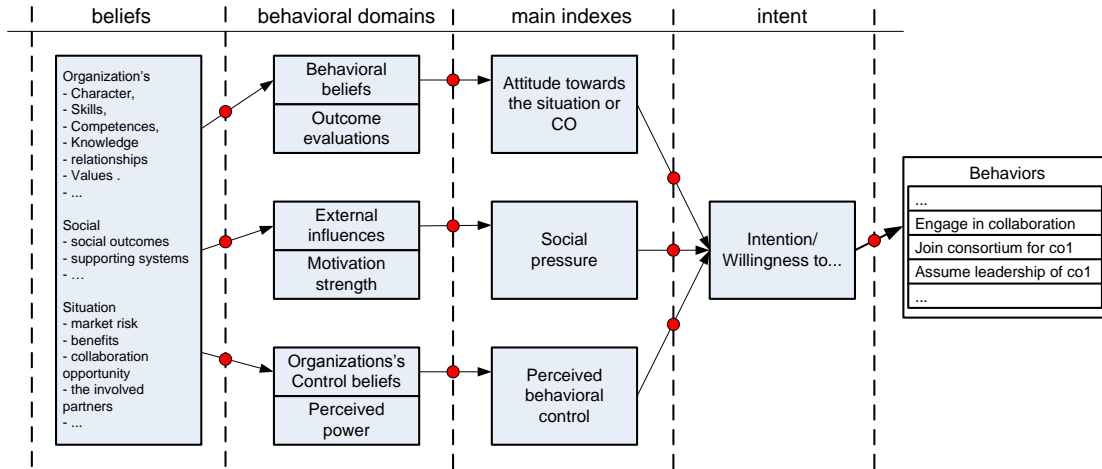 beliefs
behavioral domains
main indexes
intent
Organization's
- Character,
- Skills,
- Competences,
- Knowledge
- relationships
- Values .
- ...
Social
- social outcomes
- supporting systems
- …
Situation
- market risk
- benefits
- collaboration
opportunity
- the involved
partners
- ...
Behavioral
beliefs
Outcome
evaluations
External
influences
Motivation
strength
Organizations's
Control beliefs
Perceived
power
Attitude towards
the situation or
CO
Social
pressure
Perceived
behavioral
control
Intention/
Willingness to...
Behaviors
...
Engage in collaboration
Join consortium for co1
Assume leadership of co1
...